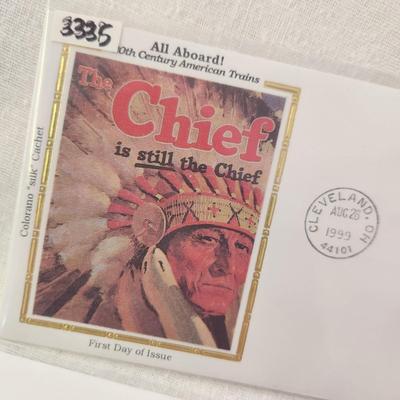 3335
All Aboard!
0th Century American Trains
The
Chief
is still the Chief
Colorano "silk" Cachet
CLEVELAND, OH
AUG 26
1999
44101
First Day of Issue